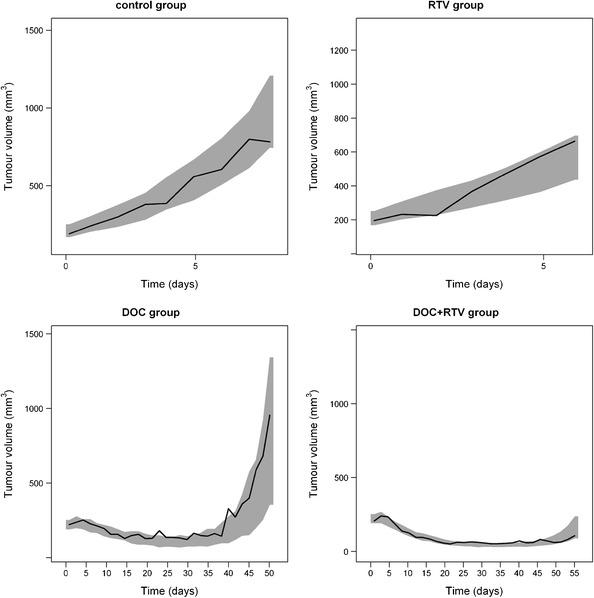 control group
RTV group
Tumour volume (mm³)
1500
1000
500
0
5
Time (days)
Tumour volume (mm³)
1200
1000
800
600
400
200
0
5
Time (days)
DOC group
DOC+RTV group
Tumour volume (mm³)
1500
1000
500
0 5 10 15 20 25 30 35 40 45 50
Time (days)
Tumour volume (mm³)
1000
500
0
0 5 10 15 20 25 30 35 40 45 50 55
Time (days)